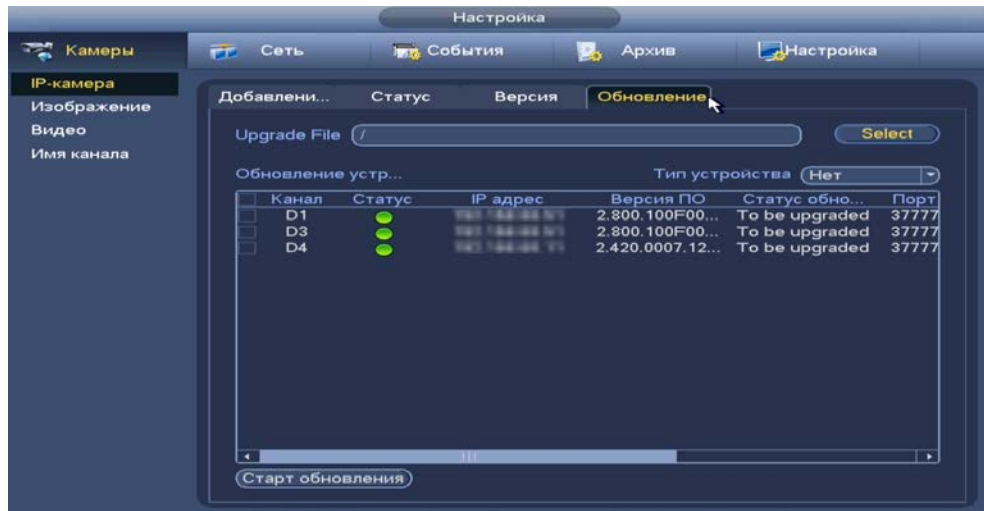 Настройка
Камеры Сеть События Архив Настройка
IP-камера
Изображение
Видео
Имя канала
Добавлени... Статус Версия Обновление
Upgrade File / Select
Обновление устр... Тип устройства Нет
Канал Статус IP адрес Версия ПО Статус обно... Порт
D1 2.800.100F00... To be upgraded 37777
D3 2.800.100F00... To be upgraded 37777
D4 2.420.0007.12... To be upgraded 37777
Старт обновления